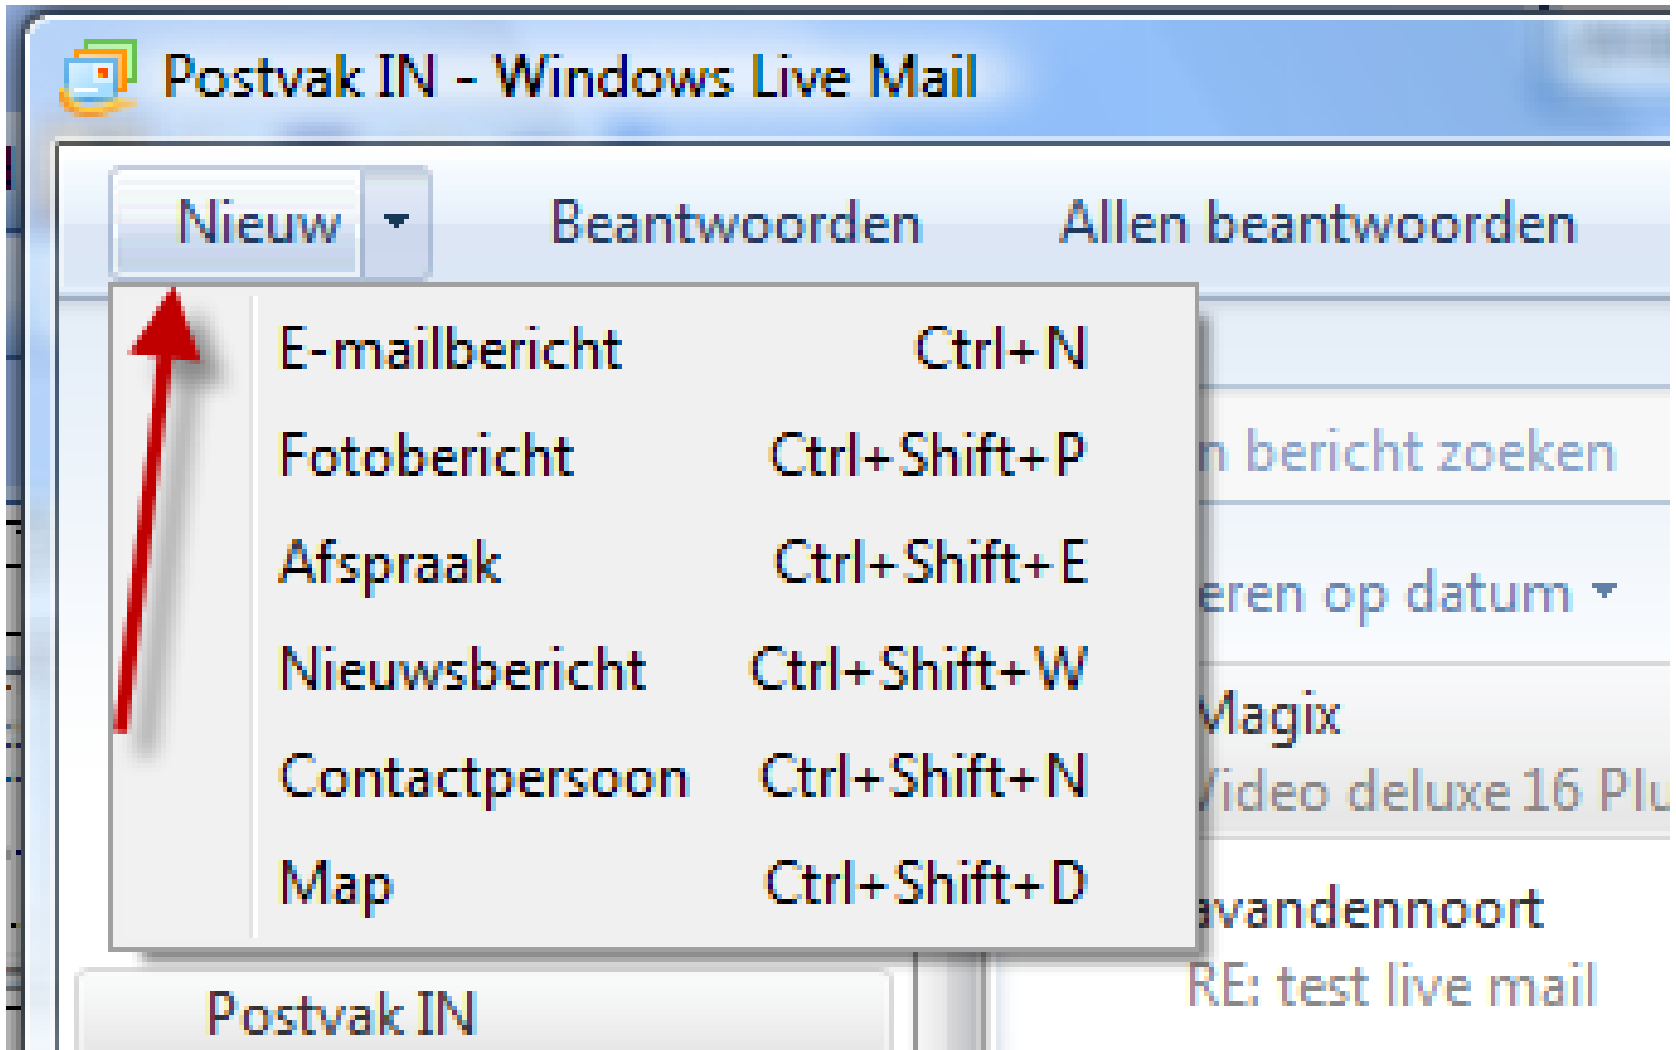 Postvak IN - Windows Live Mail
Nieuw Beantwoorden Allen beantwoorden
E-mailbericht Ctrl+N
Fotobericht Ctrl+Shift+P
Afspraak Ctrl+Shift+E
Nieuwsbericht Ctrl+Shift+W
Contactpersoon Ctrl+Shift+N
Map Ctrl+Shift+D
bericht zoeken
op datum
Magix
Video deluxe 16
avandennoort
RE: test live mail
Postvak IN